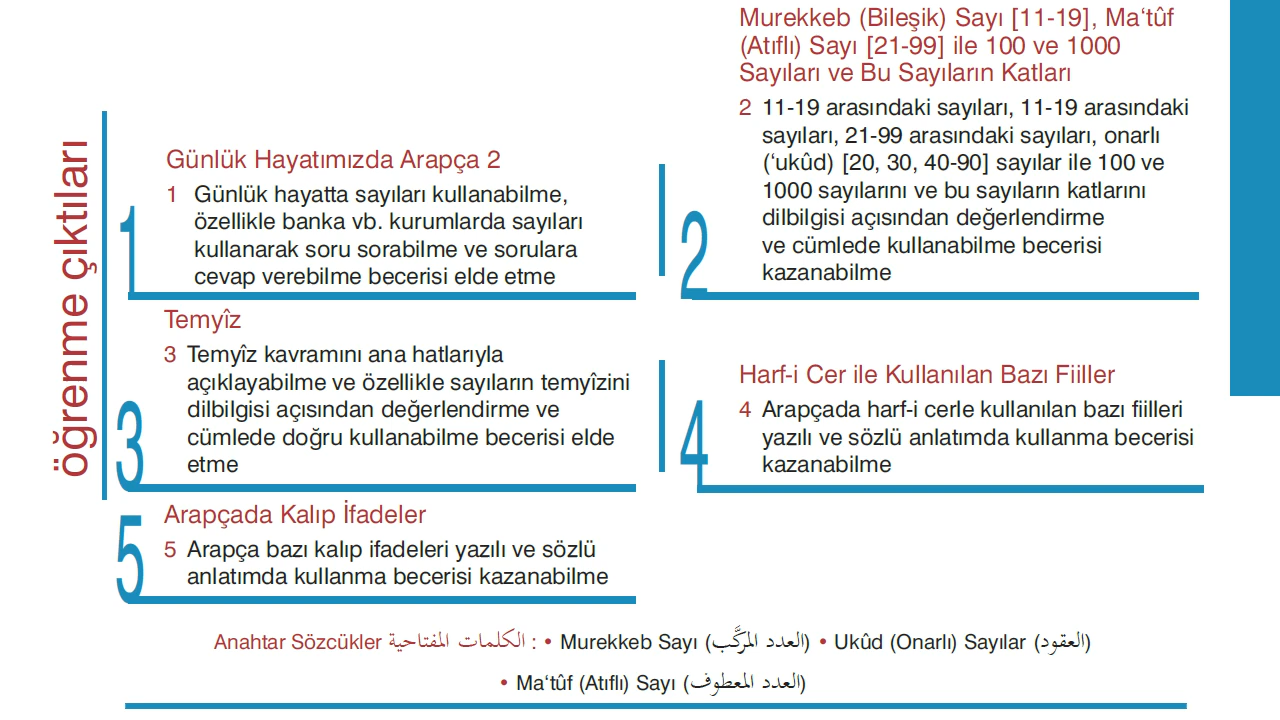 öğrenme çıktıları
1
Günlük Hayatımızda Arapça 2
1 Günlük hayatta sayıları kullanabilme,
özellikle banka vb. kurumlarda sayıları
kullanarak soru sorabilme ve sorulara
cevap verebilme becerisi elde etme
2
Murekkeb (Bileşik) Sayı [11-19], Ma‘tûf
(Atıflı) Sayı [21-99] ile 100 ve 1000
Sayıları ve Bu Sayıların Katları
2 11-19 arasındaki sayıları, 11-19 arasındaki
sayıları, 21-99 arasındaki sayıları, onarlı
(‘ukûd) [20, 30, 40-90] sayılar ile 100 ve
1000 sayılarını ve bu sayıların katlarını
dilbilgisi açısından değerlendirme
ve cümlede kullanabilme becerisi
kazanabilme
3
Temyîz
3 Temyîz kavramını ana hatlarıyla
açıklayabilme ve özellikle sayıların temyîzini
dilbilgisi açısından değerlendirme ve
cümlede doğru kullanabilme becerisi elde
etme
4
Harf-i Cer ile Kullanılan Bazı Fiiller
4 Arapçada harf-i cerle kullanılan bazı fiilleri
yazılı ve sözlü anlatımda kullanma becerisi
kazanabilme
5
Arapçada Kalıp İfadeler
5 Arapça bazı kalıp ifadeleri yazılı ve sözlü
anlatımda kullanma becerisi kazanabilme
Anahtar Sözcükler الكلمات المفتاحية : • Murekkeb Sayı (العدد المركَّب) • Ukûd (Onarlı) Sayılar (العقود)
• Ma‘tûf (Atıflı) Sayı (العدد المعطوف)